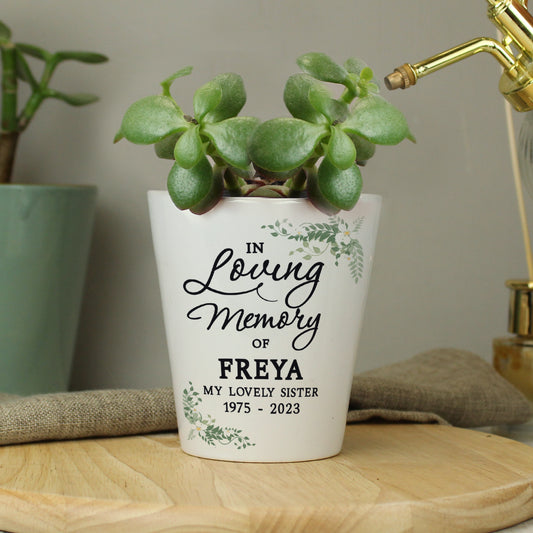 IN
Loving
Memory
OF
FREYA
MY LOVELY SISTER
1975 - 2023